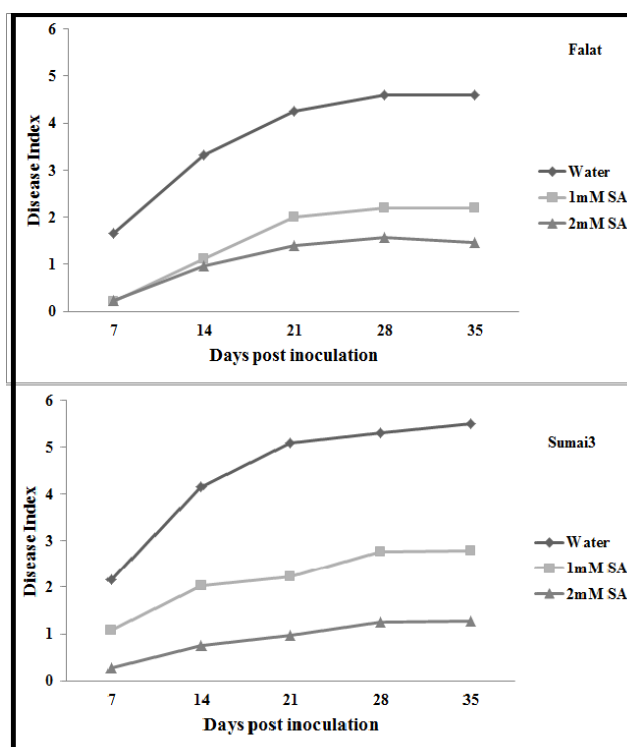 6
5
4
3
2
1
0
Disease Index
7 14 21 28 35
Days post inoculation
Falat
Water
1mM SA
2mM SA
6
5
4
3
2
1
0
Disease Index
7 14 21 28 35
Days post inoculation
Sumai3
Water
1mM SA
2mM SA